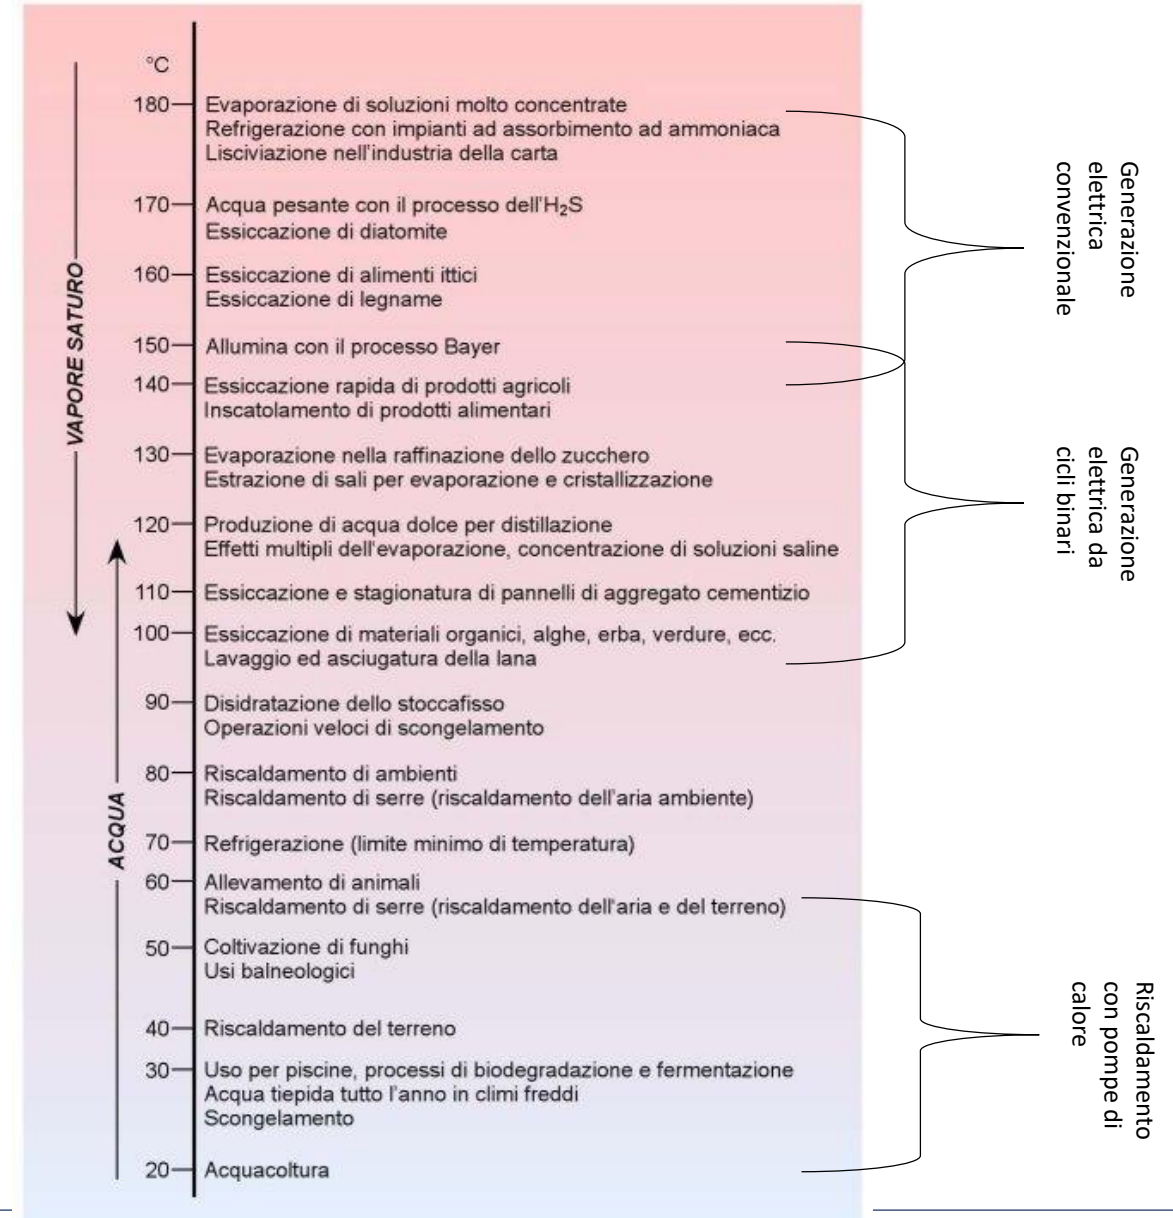 °C
180 Evaporazione di soluzioni molto concentrate
Refrigerazione con impianti ad assorbimento ad ammoniaca
Lisciviazione nell'industria della carta
170 Acqua pesante con il processo dell'H₂S
Essiccazione di diatomite
160 Essiccazione di alimenti ittici
Essiccazione di legname
150 Allumina con il processo Bayer
140 Essiccazione rapida di prodotti agricoli
Inscatolamento di prodotti alimentari
130 Evaporazione nella raffinazione dello zucchero
Estrazione di sali per evaporazione e cristallizzazione
120 Produzione di acqua dolce per distillazione
Effetti multipli dell'evaporazione, concentrazione di soluzioni saline
110 Essiccazione e stagionatura di pannelli di aggregato cementizio
100 Essiccazione di materiali organici, alghe, erba, verdure, ecc.
Lavaggio ed asciugatura della lana
90 Disidratazione dello stoccafisso
Operazioni veloci di scongelamento
80 Riscaldamento di ambienti
Riscaldamento di serre (riscaldamento dell'aria ambiente)
70 Refrigerazione (limite minimo di temperatura)
60 Allevamento di animali
Riscaldamento di serre (riscaldamento dell'aria e del terreno)
50 Coltivazione di funghi
Usi balneologici
40 Riscaldamento del terreno
30 Uso per piscine, processi di biodegradazione e fermentazione
Acqua tiepida tutto l'anno in climi freddi
Scongelamento
20 Acquacoltura
VAPORE SATURO
ACQUA
Generazione
elettrica
convenzionale
Generazione
elettrica da
cicli binari
Riscaldamento
con pompe di
calore